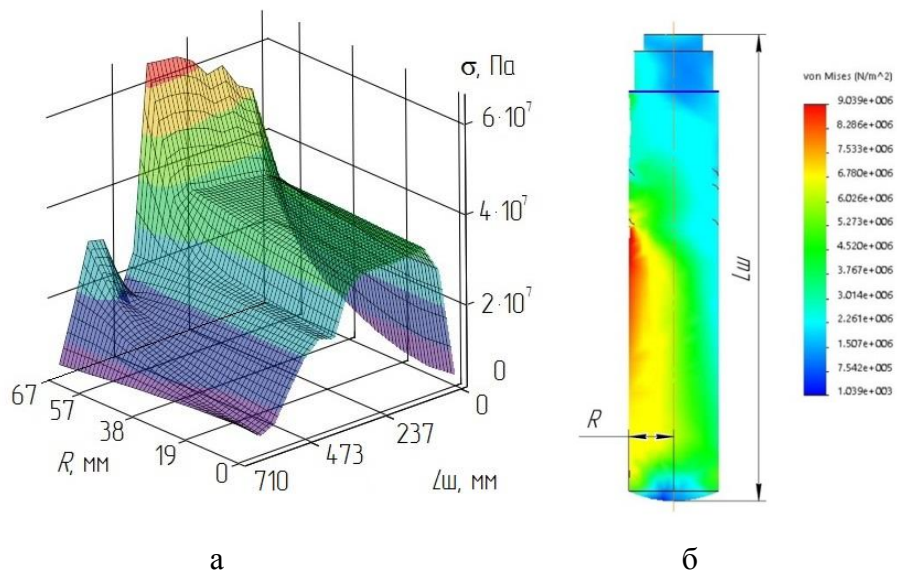 σ, Па
6·10⁷
4·10⁷
2·10⁷
0
0
237
473
710
Lш, мм
67
57
38
19
0
R, мм
а
von Mises (N/m^2)
9.039e+006
8.286e+006
7.533e+006
6.780e+006
6.026e+006
5.273e+006
4.520e+006
3.767e+006
3.014e+006
2.261e+006
1.507e+006
7.542e+005
1.039e+003
Lш
R
б